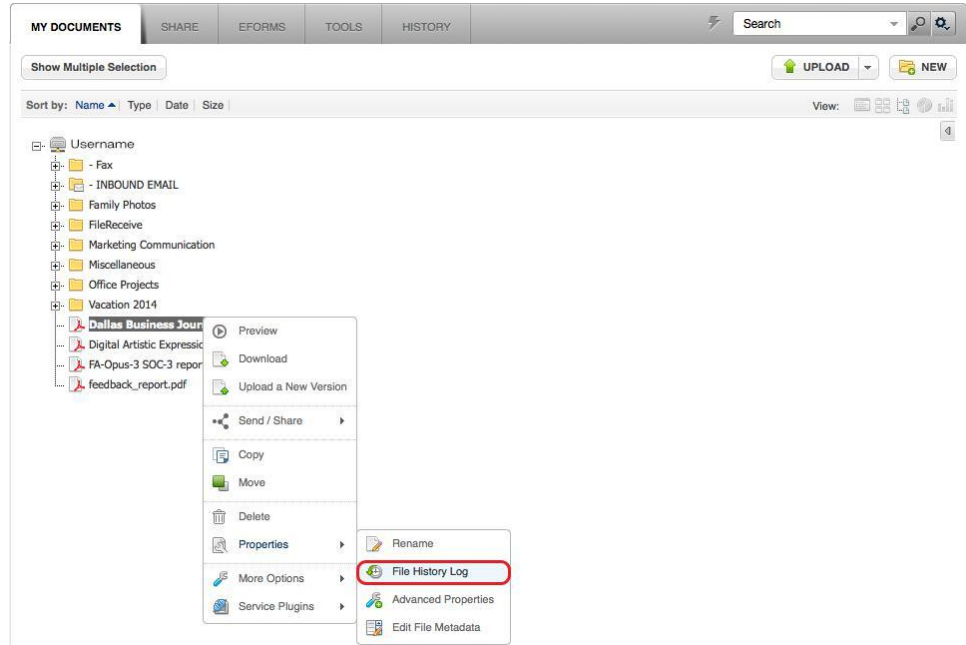 MY DOCUMENTS SHARE EFORMS TOOLS HISTORY Search
Show Multiple Selection UPLOAD NEW
Sort by: Name Type Date Size View:
Username
- Fax
- INBOUND EMAIL
Family Photos
FileReceive
Marketing Communication
Miscellaneous
Office Projects
Vacation 2014
Dallas Business Jour
Digital Artistic Expressio
FA-Opus-3 SOC-3 repor
feedback_report.pdf
Preview
Download
Upload a New Version
Send / Share
Copy
Move
Delete
Properties
More Options
Service Plugins
Rename
File History Log
Advanced Properties
Edit File Metadata